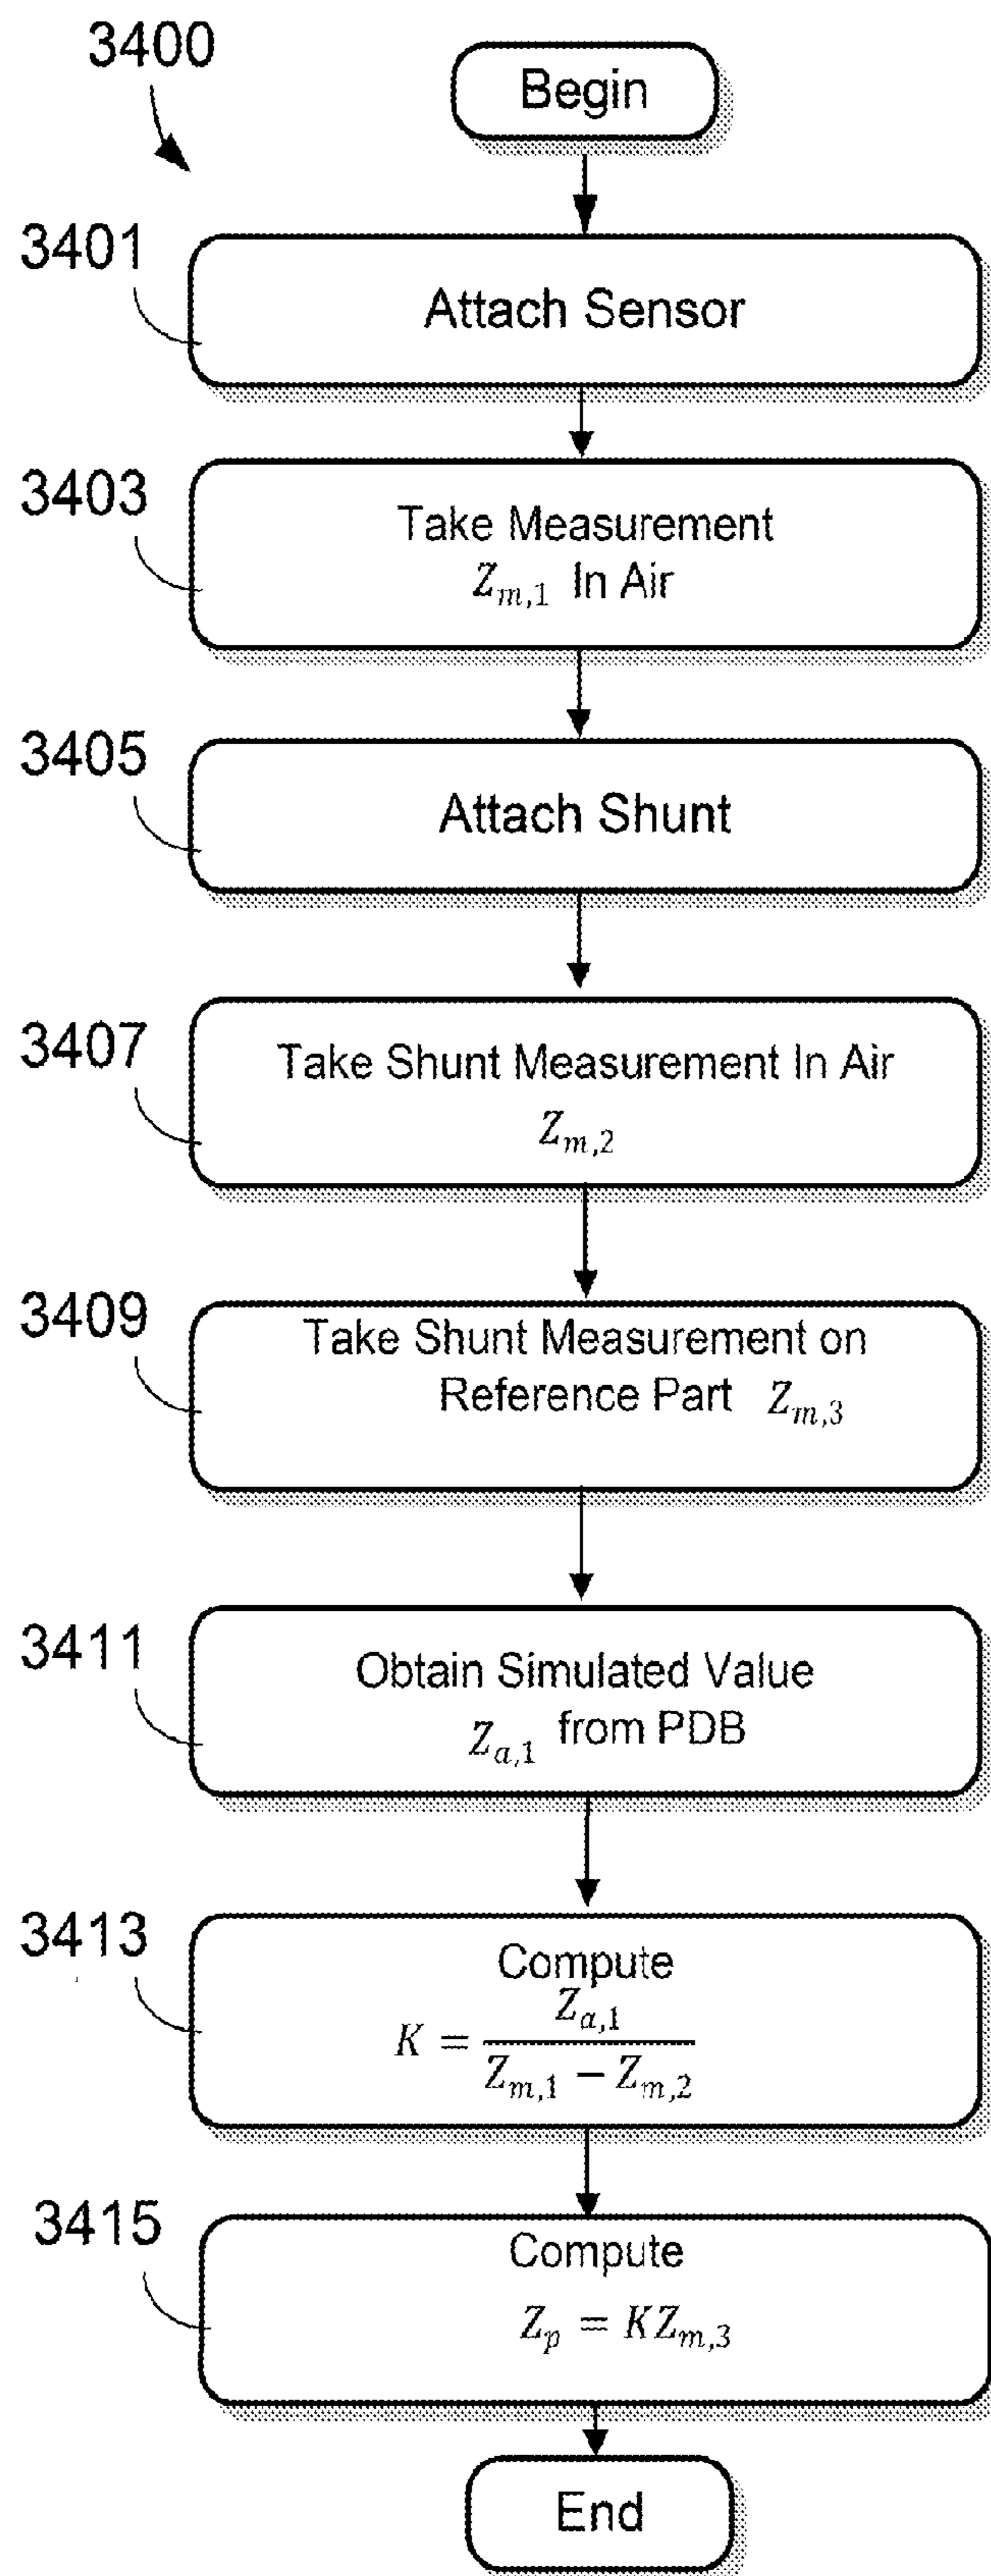 3400
Begin
3401
Attach Sensor
3403
Take Measurement
Z_{m,1} In Air
3405
Attach Shunt
3407
Take Shunt Measurement In Air
Z_{m,2}
3409
Take Shunt Measurement on
Reference Part Z_{m,3}
3411
Obtain Simulated Value
Z_{a,1} from PDB
3413
Compute
K = \frac{Z_{a,1}}{Z_{m,1} - Z_{m,2}}
3415
Compute
Z_p = KZ_{m,3}
End